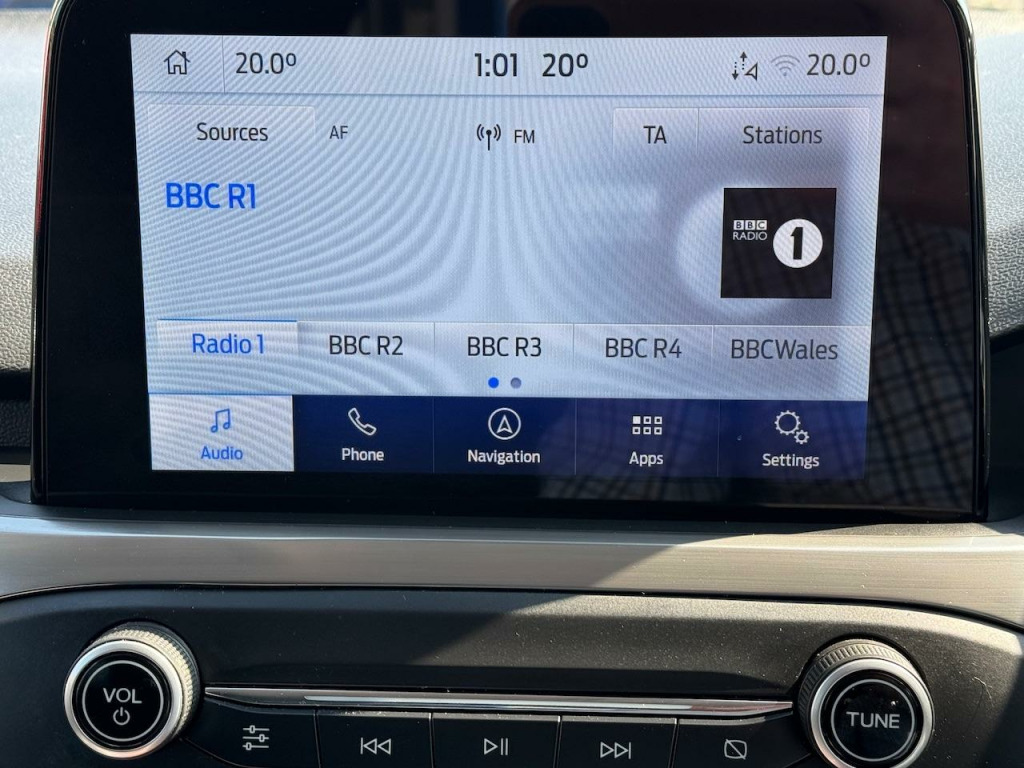 20.0º 1:01 20º 20.0º
Sources AF FM TA Stations
BBC R1
BBC
RADIO 1
Radio 1 BBC R2 BBC R3 BBC R4 BBCWales
Audio Phone Navigation Apps Settings
VOL
TUNE